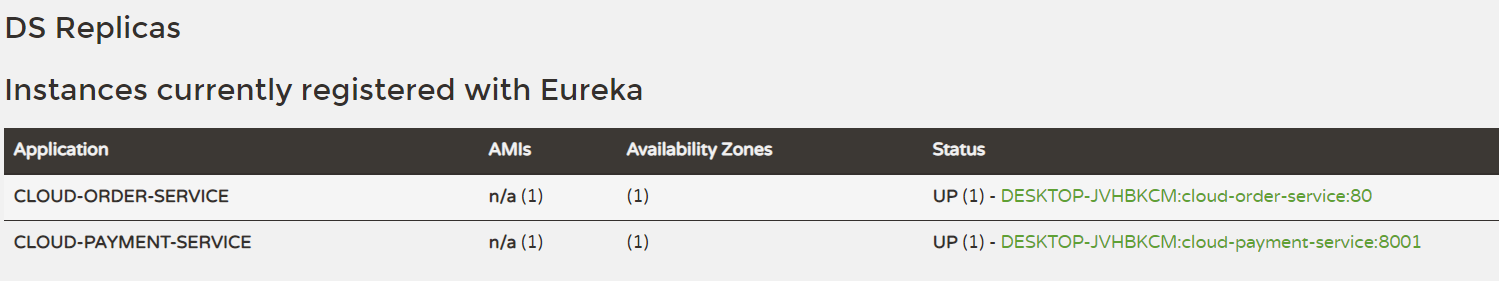 DS Replicas
Instances currently registered with Eureka
Application AMIs Availability Zones Status
CLOUD-ORDER-SERVICE n/a (1) (1) UP (1) - DESKTOP-JVHBKCM:cloud-order-service:80
CLOUD-PAYMENT-SERVICE n/a (1) (1) UP (1) - DESKTOP-JVHBKCM:cloud-payment-service:8001